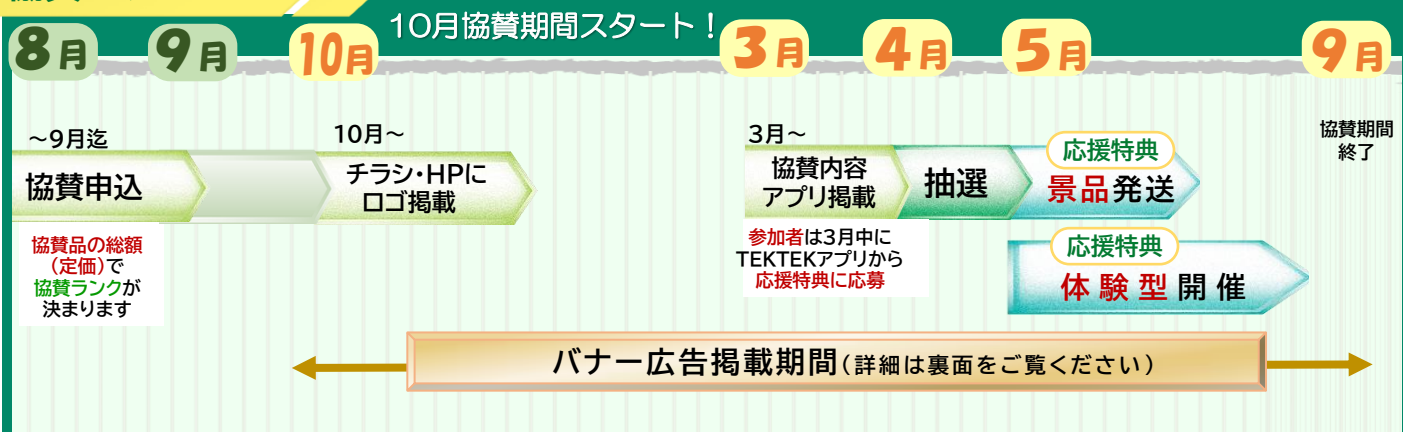 10月協賛期間スタート！
8月
9月
10月
3月
4月
5月
9月
～9月迄
協賛申込
協賛品の総額
（定価）で
協賛ランクが
決まります
10月～
チラシ・HPに
ロゴ掲載
3月～
協賛内容
アプリ掲載
参加者は3月中に
TEKTEKアプリから
応援特典に応募
抽選
応援特典
景品発送
応援特典
体験型開催
協賛期間
終了
バナー広告掲載期間（詳細は裏面をご覧ください）